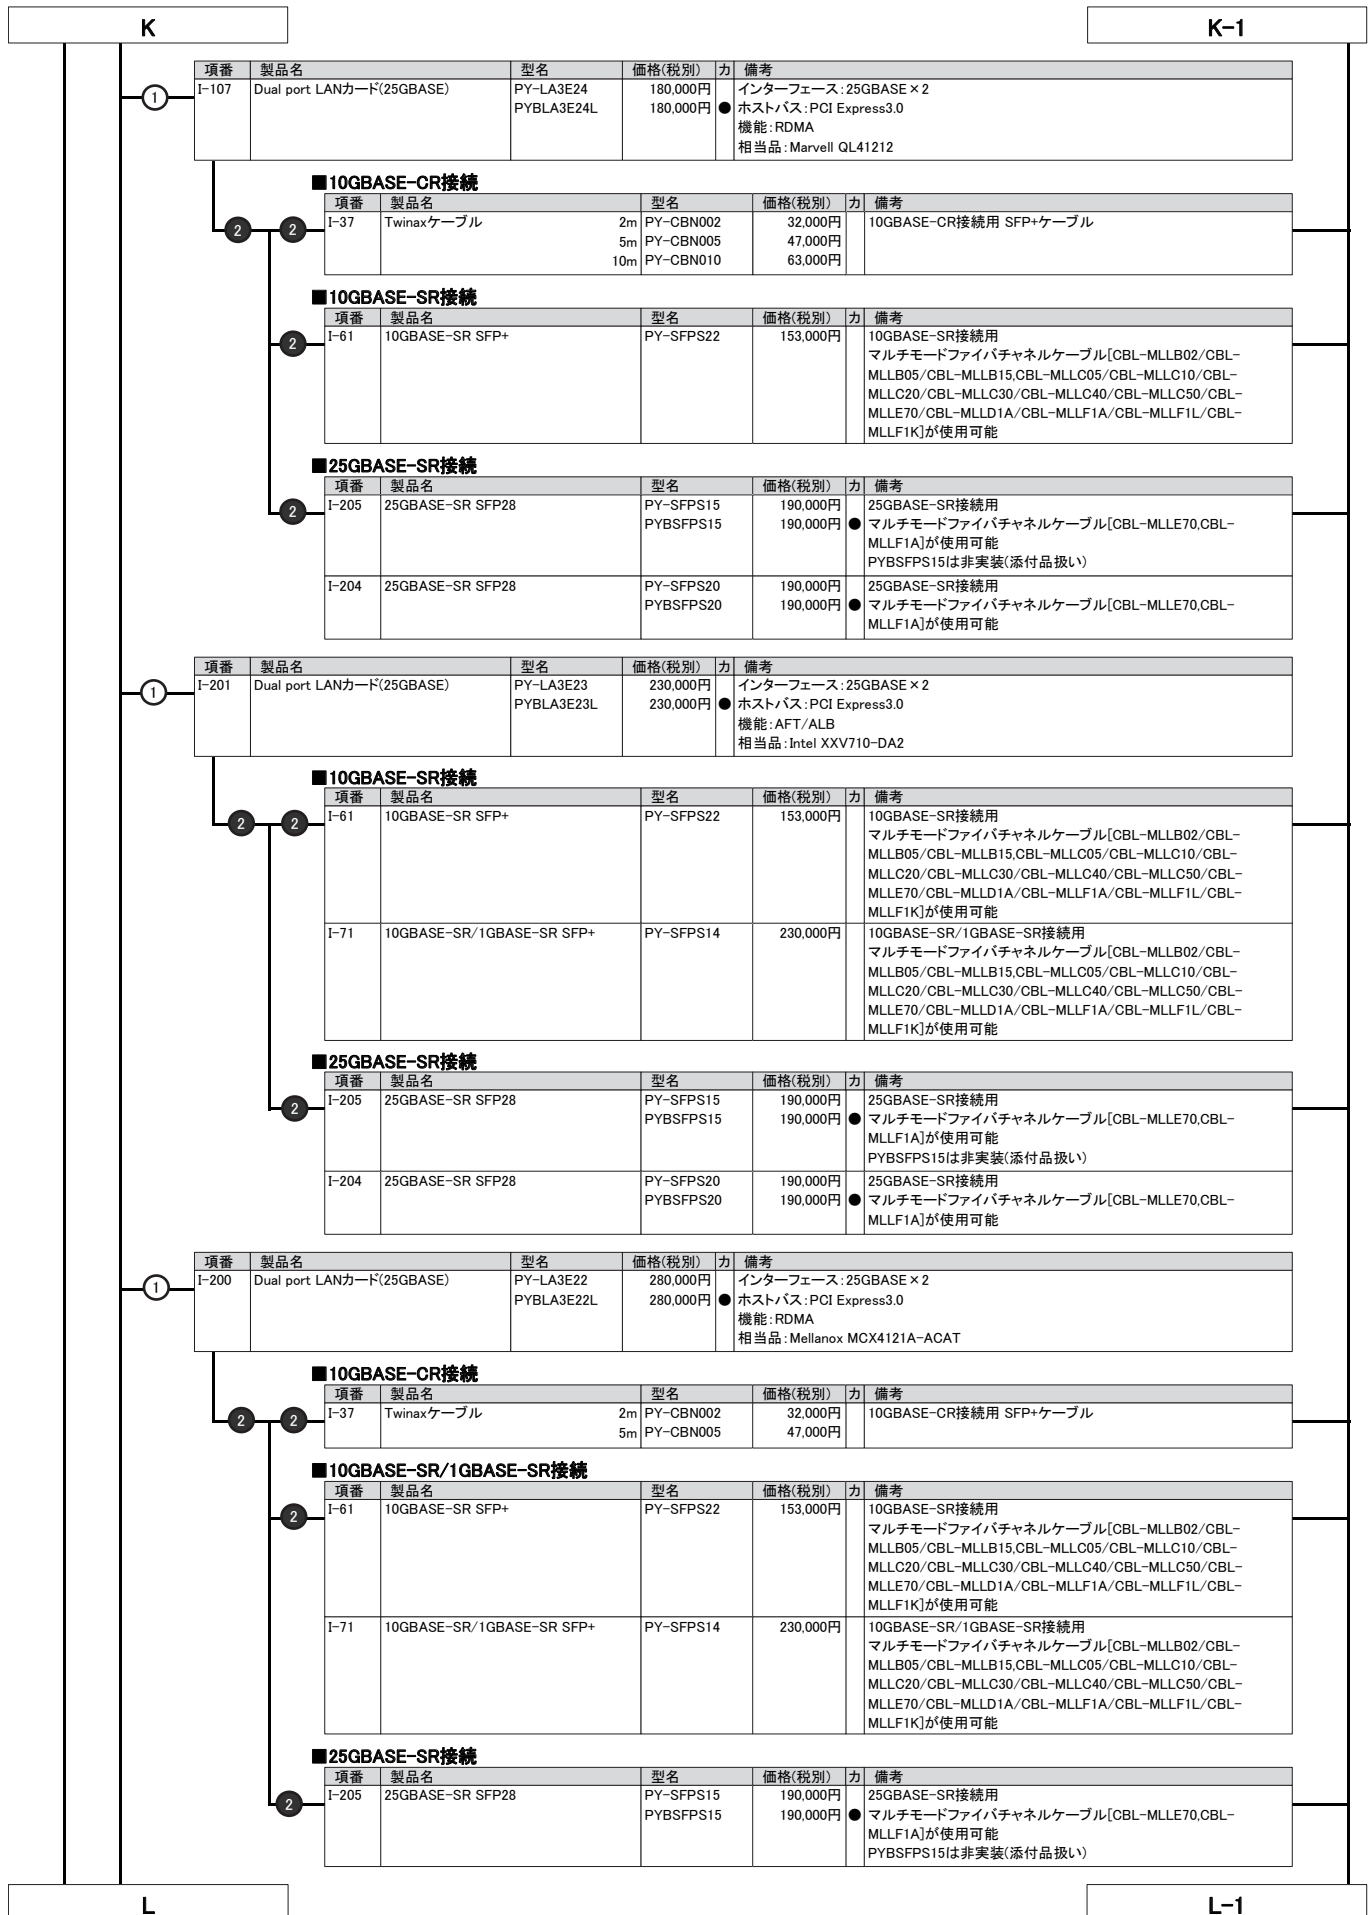 K
K-1
項番 製品名 型名 価格(税別) カ 備考
① I-107 Dual port LANカード(25GBASE) PY-LA3E24 180,000円 インターフェース:25GBASE×2
PYBLA3E24L 180,000円 ● ホストバス:PCI Express3.0
機能:RDMA
相当品:Marvell QL41212
■10GBASE-CR接続
項番 製品名 型名 価格(税別) カ 備考
2 2 I-37 Twinaxケーブル 2m PY-CBN002 32,000円 10GBASE-CR接続用 SFP+ケーブル
5m PY-CBN005 47,000円
10m PY-CBN010 63,000円
■10GBASE-SR接続
項番 製品名 型名 価格(税別) カ 備考
2 I-61 10GBASE-SR SFP+ PY-SFPS22 153,000円 10GBASE-SR接続用
マルチモードファイバチャネルケーブル[CBL-MLLB02/CBL-
MLLB05/CBL-MLLB15,CBL-MLLC05/CBL-MLLC10/CBL-
MLLC20/CBL-MLLC30/CBL-MLLC40/CBL-MLLC50/CBL-
MLLE70/CBL-MLLD1A/CBL-MLLF1A/CBL-MLLF1L/CBL-
MLLF1K]が使用可能
■25GBASE-SR接続
項番 製品名 型名 価格(税別) カ 備考
2 I-205 25GBASE-SR SFP28 PY-SFPS15 190,000円 25GBASE-SR接続用
PYBSFPS15 190,000円 ● マルチモードファイバチャネルケーブル[CBL-MLLE70,CBL-
MLLF1A]が使用可能
PYBSFPS15は非実装(添付品扱い)
I-204 25GBASE-SR SFP28 PY-SFPS20 190,000円 25GBASE-SR接続用
PYBSFPS20 190,000円 ● マルチモードファイバチャネルケーブル[CBL-MLLE70,CBL-
MLLF1A]が使用可能
項番 製品名 型名 価格(税別) カ 備考
① I-201 Dual port LANカード(25GBASE) PY-LA3E23 230,000円 インターフェース:25GBASE×2
PYBLA3E23L 230,000円 ● ホストバス:PCI Express3.0
機能:AFT/ALB
相当品:Intel XXV710-DA2
■10GBASE-SR接続
項番 製品名 型名 価格(税別) カ 備考
2 2 I-61 10GBASE-SR SFP+ PY-SFPS22 153,000円 10GBASE-SR接続用
マルチモードファイバチャネルケーブル[CBL-MLLB02/CBL-
MLLB05/CBL-MLLB15,CBL-MLLC05/CBL-MLLC10/CBL-
MLLC20/CBL-MLLC30/CBL-MLLC40/CBL-MLLC50/CBL-
MLLE70/CBL-MLLD1A/CBL-MLLF1A/CBL-MLLF1L/CBL-
MLLF1K]が使用可能
I-71 10GBASE-SR/1GBASE-SR SFP+ PY-SFPS14 230,000円 10GBASE-SR/1GBASE-SR接続用
マルチモードファイバチャネルケーブル[CBL-MLLB02/CBL-
MLLB05/CBL-MLLB15,CBL-MLLC05/CBL-MLLC10/CBL-
MLLC20/CBL-MLLC30/CBL-MLLC40/CBL-MLLC50/CBL-
MLLE70/CBL-MLLD1A/CBL-MLLF1A/CBL-MLLF1L/CBL-
MLLF1K]が使用可能
■25GBASE-SR接続
項番 製品名 型名 価格(税別) カ 備考
2 I-205 25GBASE-SR SFP28 PY-SFPS15 190,000円 25GBASE-SR接続用
PYBSFPS15 190,000円 ● マルチモードファイバチャネルケーブル[CBL-MLLE70,CBL-
MLLF1A]が使用可能
PYBSFPS15は非実装(添付品扱い)
I-204 25GBASE-SR SFP28 PY-SFPS20 190,000円 25GBASE-SR接続用
PYBSFPS20 190,000円 ● マルチモードファイバチャネルケーブル[CBL-MLLE70,CBL-
MLLF1A]が使用可能
項番 製品名 型名 価格(税別) カ 備考
① I-200 Dual port LANカード(25GBASE) PY-LA3E22 280,000円 インターフェース:25GBASE×2
PYBLA3E22L 280,000円 ● ホストバス:PCI Express3.0
機能:RDMA
相当品:Mellanox MCX4121A-ACAT
■10GBASE-CR接続
項番 製品名 型名 価格(税別) カ 備考
2 2 I-37 Twinaxケーブル 2m PY-CBN002 32,000円 10GBASE-CR接続用 SFP+ケーブル
5m PY-CBN005 47,000円
■10GBASE-SR/1GBASE-SR接続
項番 製品名 型名 価格(税別) カ 備考
2 I-61 10GBASE-SR SFP+ PY-SFPS22 153,000円 10GBASE-SR接続用
マルチモードファイバチャネルケーブル[CBL-MLLB02/CBL-
MLLB05/CBL-MLLB15,CBL-MLLC05/CBL-MLLC10/CBL-
MLLC20/CBL-MLLC30/CBL-MLLC40/CBL-MLLC50/CBL-
MLLE70/CBL-MLLD1A/CBL-MLLF1A/CBL-MLLF1L/CBL-
MLLF1K]が使用可能
I-71 10GBASE-SR/1GBASE-SR SFP+ PY-SFPS14 230,000円 10GBASE-SR/1GBASE-SR接続用
マルチモードファイバチャネルケーブル[CBL-MLLB02/CBL-
MLLB05/CBL-MLLB15,CBL-MLLC05/CBL-MLLC10/CBL-
MLLC20/CBL-MLLC30/CBL-MLLC40/CBL-MLLC50/CBL-
MLLE70/CBL-MLLD1A/CBL-MLLF1A/CBL-MLLF1L/CBL-
MLLF1K]が使用可能
■25GBASE-SR接続
項番 製品名 型名 価格(税別) カ 備考
2 I-205 25GBASE-SR SFP28 PY-SFPS15 190,000円 25GBASE-SR接続用
PYBSFPS15 190,000円 ● マルチモードファイバチャネルケーブル[CBL-MLLE70,CBL-
MLLF1A]が使用可能
PYBSFPS15は非実装(添付品扱い)
L
L-1